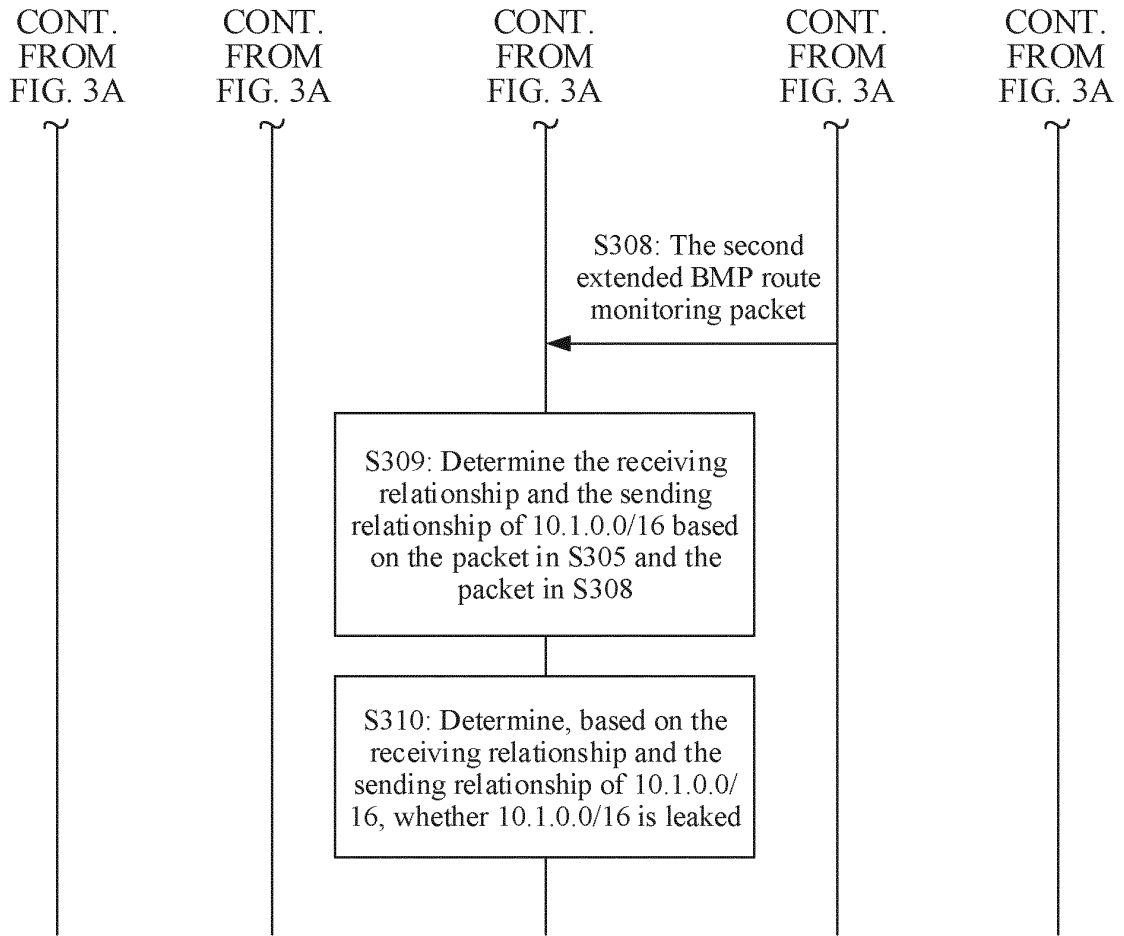 CONT.
FROM
FIG. 3A
CONT.
FROM
FIG. 3A
CONT.
FROM
FIG. 3A
CONT.
FROM
FIG. 3A
CONT.
FROM
FIG. 3A
S308: The second
extended BMP route
monitoring packet
S309: Determine the receiving
relationship and the sending
relationship of 10.1.0.0/16 based
on the packet in S305 and the
packet in S308
S310: Determine, based on the
receiving relationship and the
sending relationship of 10.1.0.0/
16, whether 10.1.0.0/16 is leaked